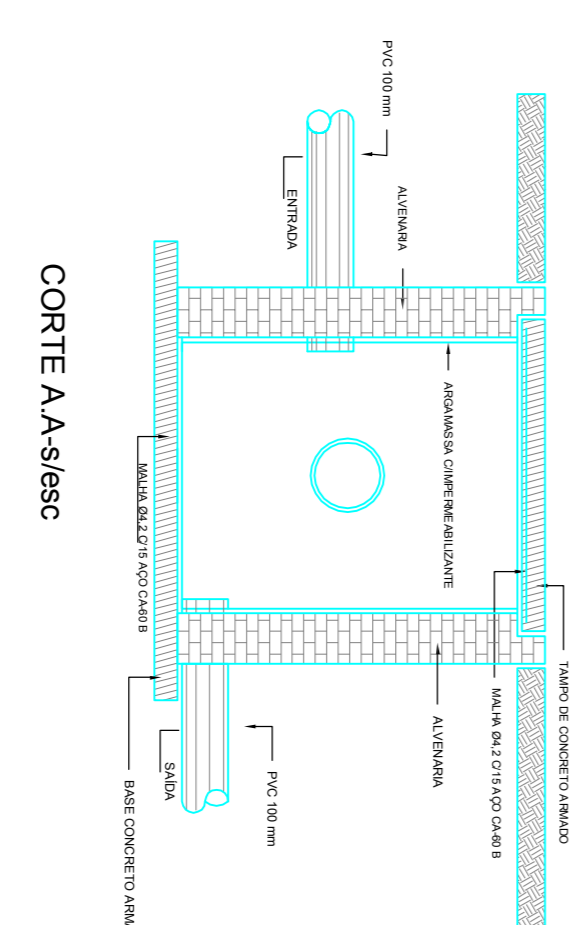 TAMPO DE CONCRETO ARMADO
MALHA Ø4,2 C/15 AÇO CA-60 B
PVC 100 mm
ALVENARIA
ARGAMASSA C/IMPERMEABILIZANTE
ALVENARIA
ENTRADA
PVC 100 mm
SAÍDA
MALHA Ø4,2 C/15 AÇO CA-60 B
BASE CONCRETO
CORTE A.A-s/esc